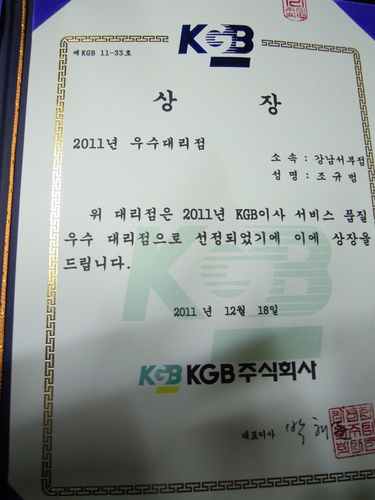 KGB
제KGB 11-33호
상 장
2011년 우수대리점
소 속 : 강남서부점
성 명 : 조 규 범
위 대리점은 2011년 KGB이사 서비스 품질
우수 대리점으로 선정되었기에 이에 상장을
드립니다.
KGB
2011 년 12월 18일
KGB KGB주식회사
대표이사 박